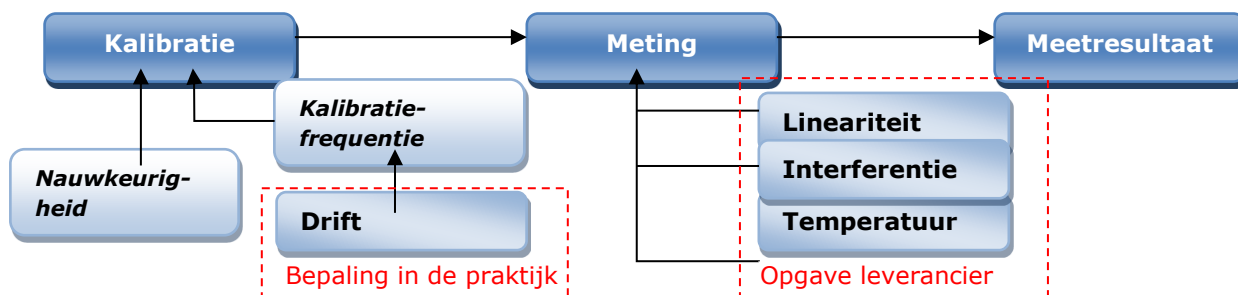 Kalibratie
Meting
Meetresultaat
Kalibratie-
frequentie
Nauwkeurig-
heid
Drift
Bepaling in de praktijk
Lineariteit
Interferentie
Temperatuur
Opgave leverancier